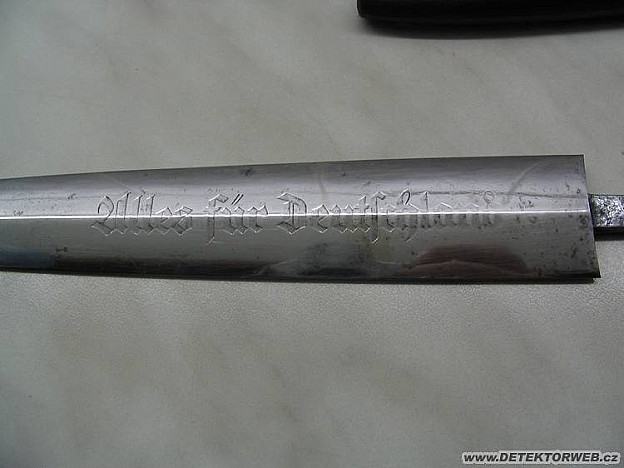 Alles für Deutschland
www.DETEKTORWEB.cz